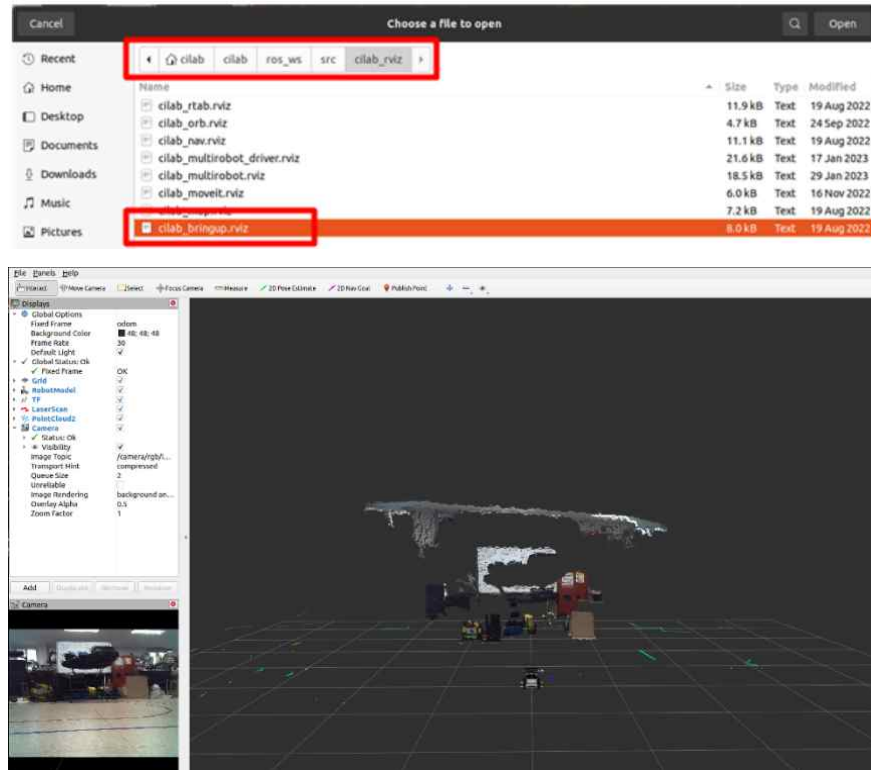 Cancel Choose a file to open Open
Recent
Home
Desktop
Documents
Downloads
Music
Pictures
cilab cilab ros_ws src cilab_rviz
Name Size Type Modified
cilab_rtab.rviz 11.9 kB Text 19 Aug 2022
cilab_orb.rviz 4.7 kB Text 24 Sep 2022
cilab_nav.rviz 11.1 kB Text 19 Aug 2022
cilab_multirobot_driver.rviz 21.6 kB Text 17 Jan 2023
cilab_multirobot.rviz 18.5 kB Text 29 Jan 2023
cilab_moveit.rviz 6.0 kB Text 16 Nov 2022
7.2 kB Text 19 Aug 2022
cilab_bringup.rviz 8.0 kB Text 19 Aug 2022
File Panels Help
Interact Move Camera Select Focus Camera Measure 2D Pose Estimate 2D Nav Goal Publish Point
Displays
Global Options
Fixed Frame odom
Background Color 48; 48; 48
Frame Rate 30
Default Light
Global Status: Ok
Fixed Frame OK
Grid
RobotModel
TF
LaserScan
PointCloud2
Camera
Status: Ok
Visibility
Image Topic /camera/rgb/i...
Transport Hint compressed
Queue Size 2
Unreliable
Image Rendering background an...
Overlay Alpha 0.5
Zoom Factor 1
Add Duplicate Remove Rename
Camera